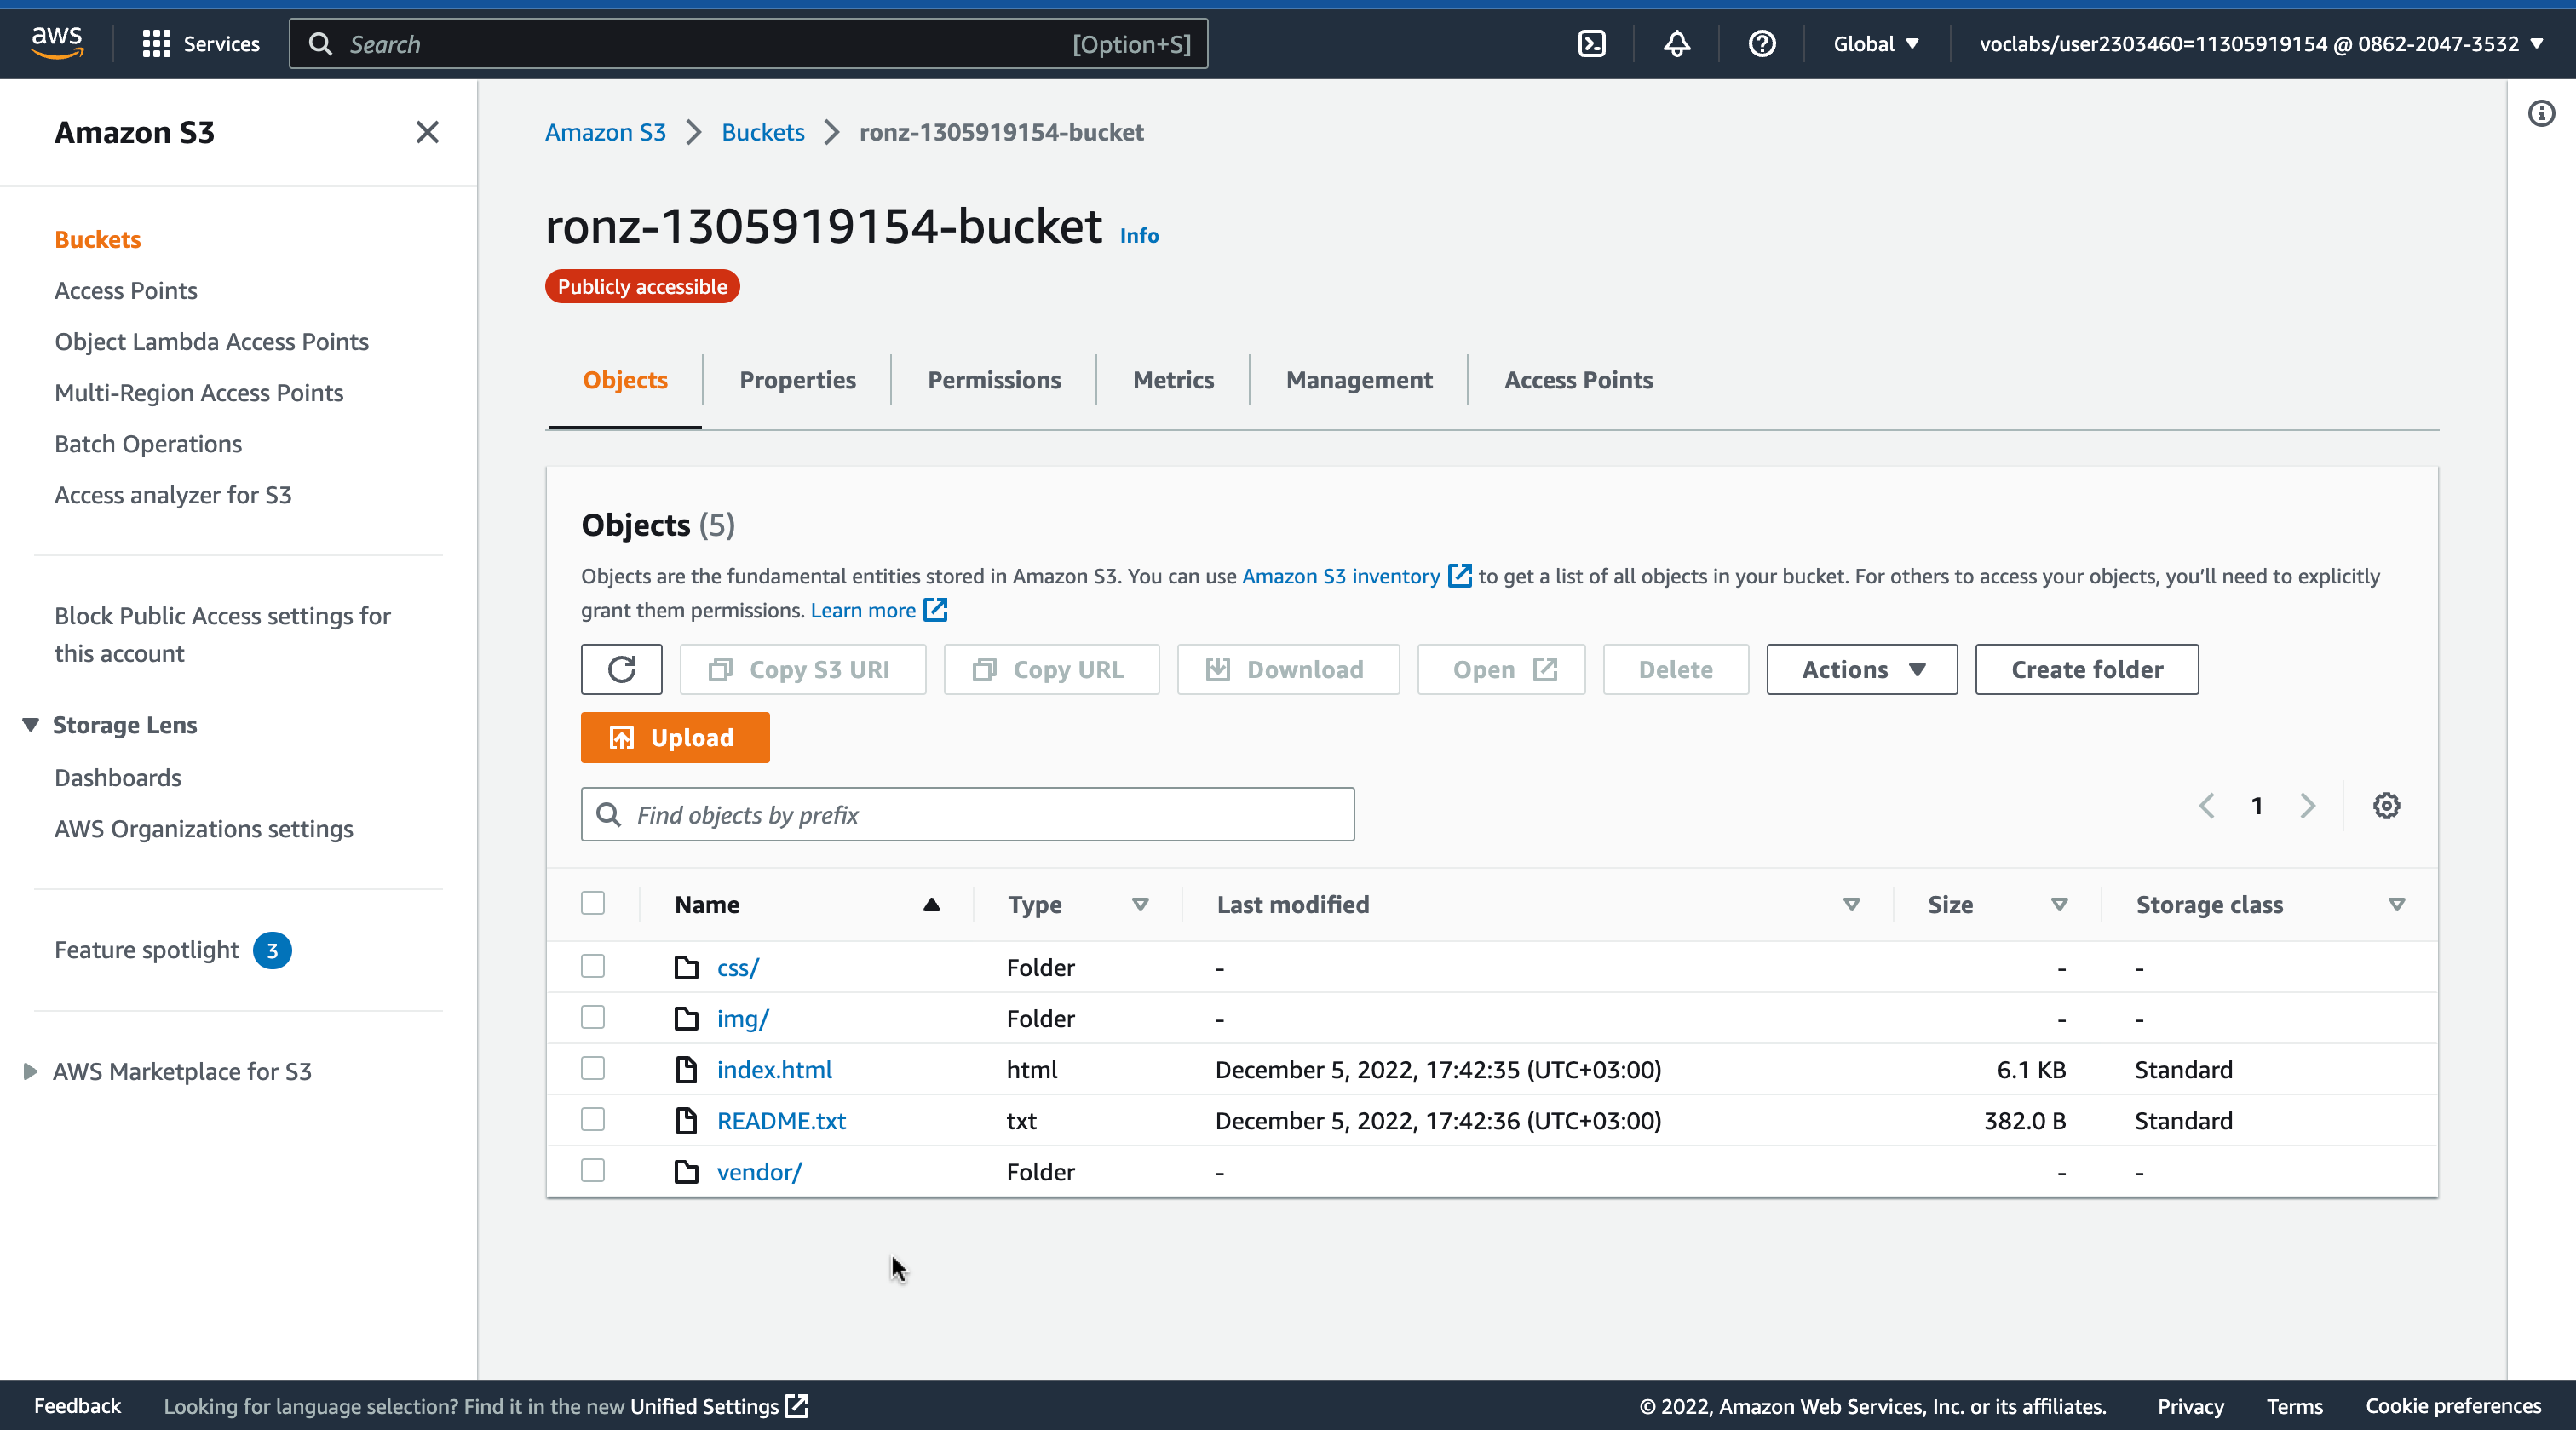 aws
Services
Search
[Option+S]
Global
voclabs/user2303460=11305919154 @ 0862-2047-3532
Amazon S3
Buckets
Access Points
Object Lambda Access Points
Multi-Region Access Points
Batch Operations
Access analyzer for S3
Block Public Access settings for
this account
Storage Lens
Dashboards
AWS Organizations settings
Feature spotlight 3
AWS Marketplace for S3
Amazon S3 > Buckets > ronz-1305919154-bucket
ronz-1305919154-bucket Info
Publicly accessible
Objects Properties Permissions Metrics Management Access Points
Objects (5)
Objects are the fundamental entities stored in Amazon S3. You can use Amazon S3 inventory to get a list of all objects in your bucket. For others to access your objects, you’ll need to explicitly
grant them permissions. Learn more
Copy S3 URI Copy URL Download Open Delete Actions Create folder
Upload
Find objects by prefix
1
Name Type Last modified Size Storage class
css/ Folder - - -
img/ Folder - - -
index.html html December 5, 2022, 17:42:35 (UTC+03:00) 6.1 KB Standard
README.txt txt December 5, 2022, 17:42:36 (UTC+03:00) 382.0 B Standard
vendor/ Folder - - -
Feedback Looking for language selection? Find it in the new Unified Settings
© 2022, Amazon Web Services, Inc. or its affiliates. Privacy Terms Cookie preferences